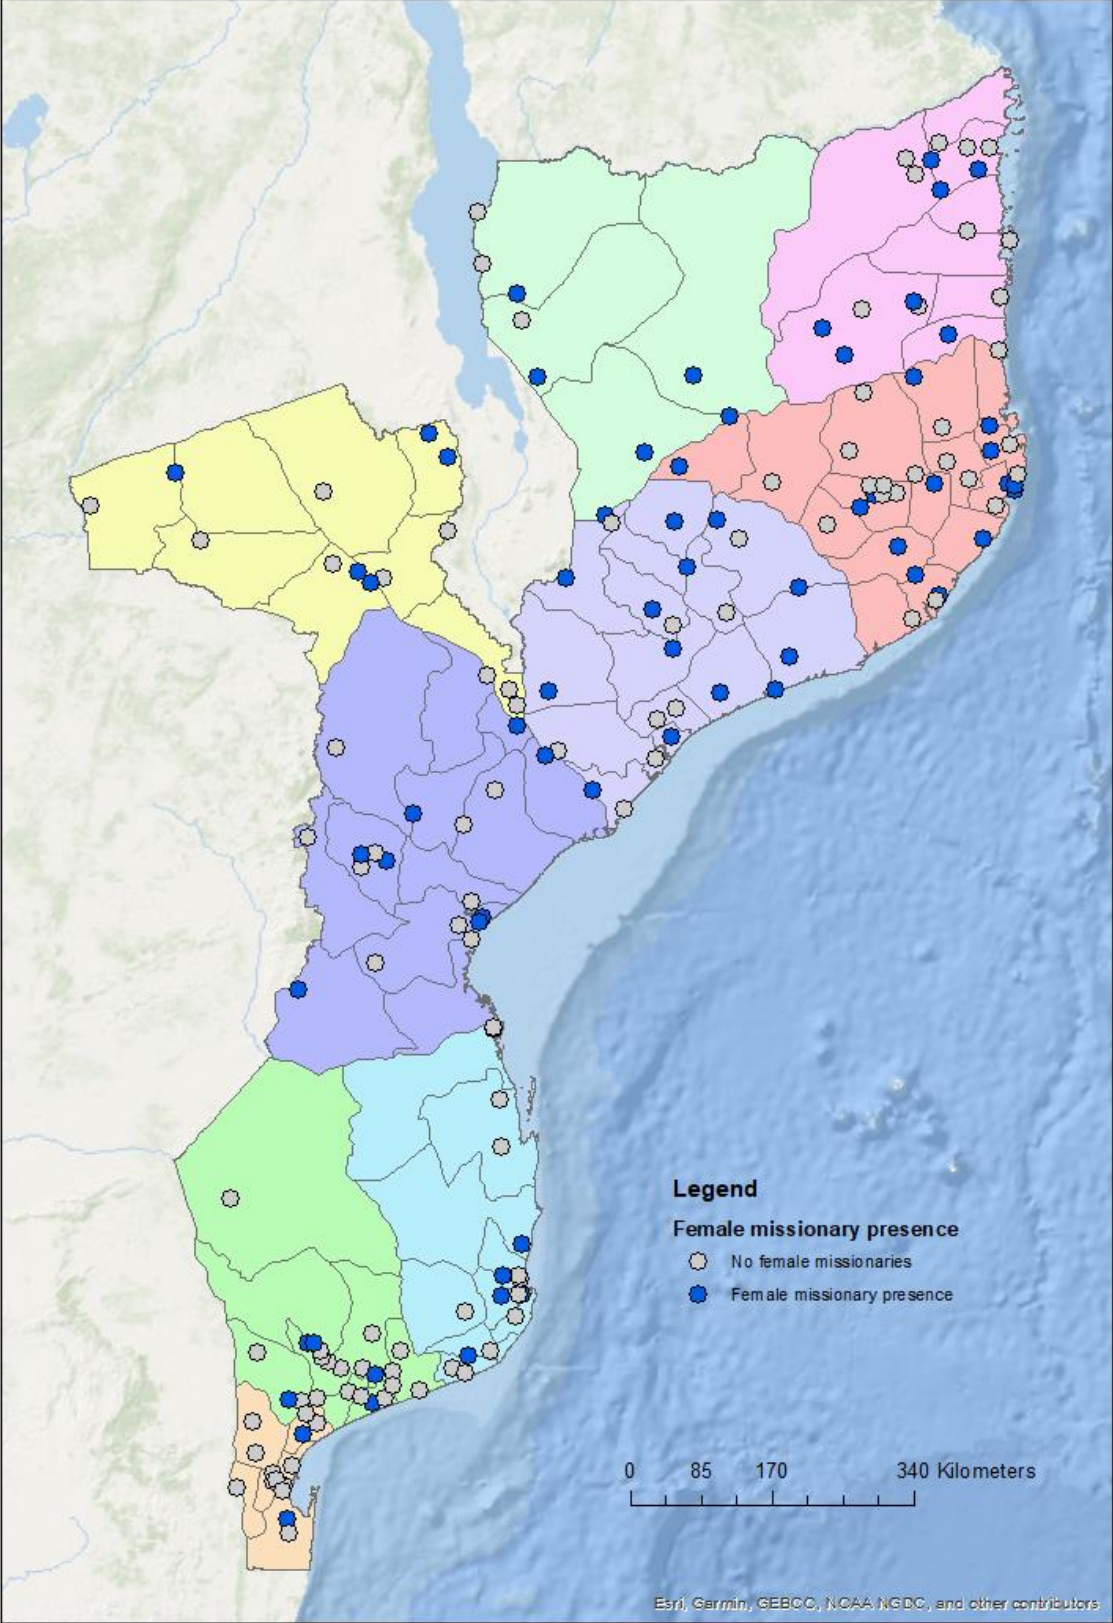 Legend
Female missionary presence
No female missionaries
Female missionary presence
0 85 170 340 Kilometers
Esri, Garmin, GEBCO, NOAA NGDC, and other contributors